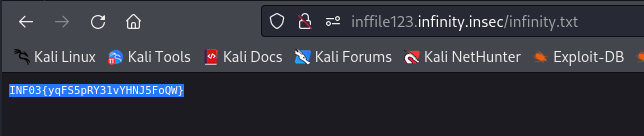 inffile123.infinity.insec/infinity.txt
Kali Linux Kali Tools Kali Docs Kali Forums Kali NetHunter Exploit-DB
INF03{yqFS5pRY31vYHNJ5FoQW}